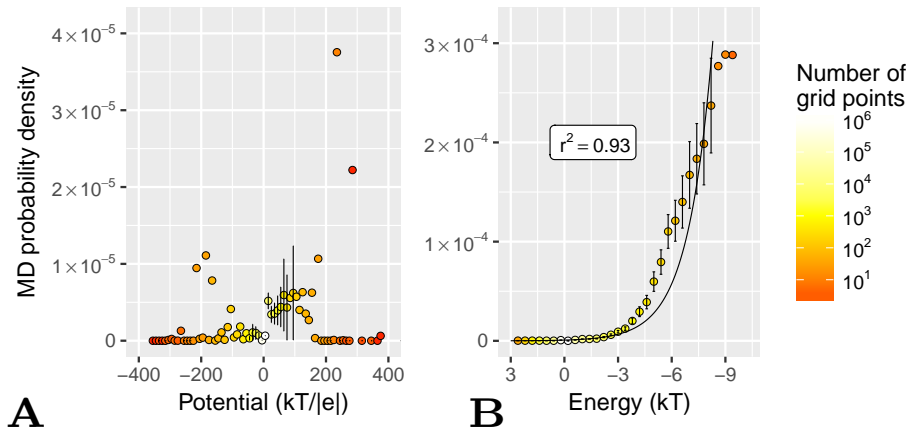 MD probability density
4×10⁻⁵
3×10⁻⁵
2×10⁻⁵
1×10⁻⁵
0
−400 −200 0 200 400
Potential (kT/|e|)
A
3×10⁻⁴
2×10⁻⁴
1×10⁻⁴
0
r² = 0.93
3 0 −3 −6 −9
Energy (kT)
B
Number of
grid points
10⁶
10⁵
10⁴
10³
10²
10¹